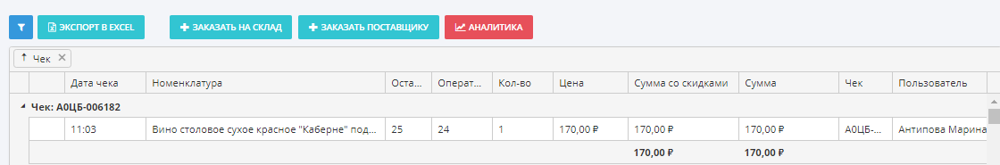 ЭКСПОРТ В EXCEL ЗАКАЗАТЬ НА СКЛАД ЗАКАЗАТЬ ПОСТАВЩИКУ АНАЛИТИКА
Чек
Дата чека Номенклатура Оста... Операт... Кол-во Цена Сумма со скидками Сумма Чек Пользователь
Чек: А0ЦБ-006182
11:03 Вино столовое сухое красное "Каберне" под... 25 24 1 170,00 ₽ 170,00 ₽ 170,00 ₽ А0ЦБ-... Антипова Марина
170,00 ₽ 170,00 ₽